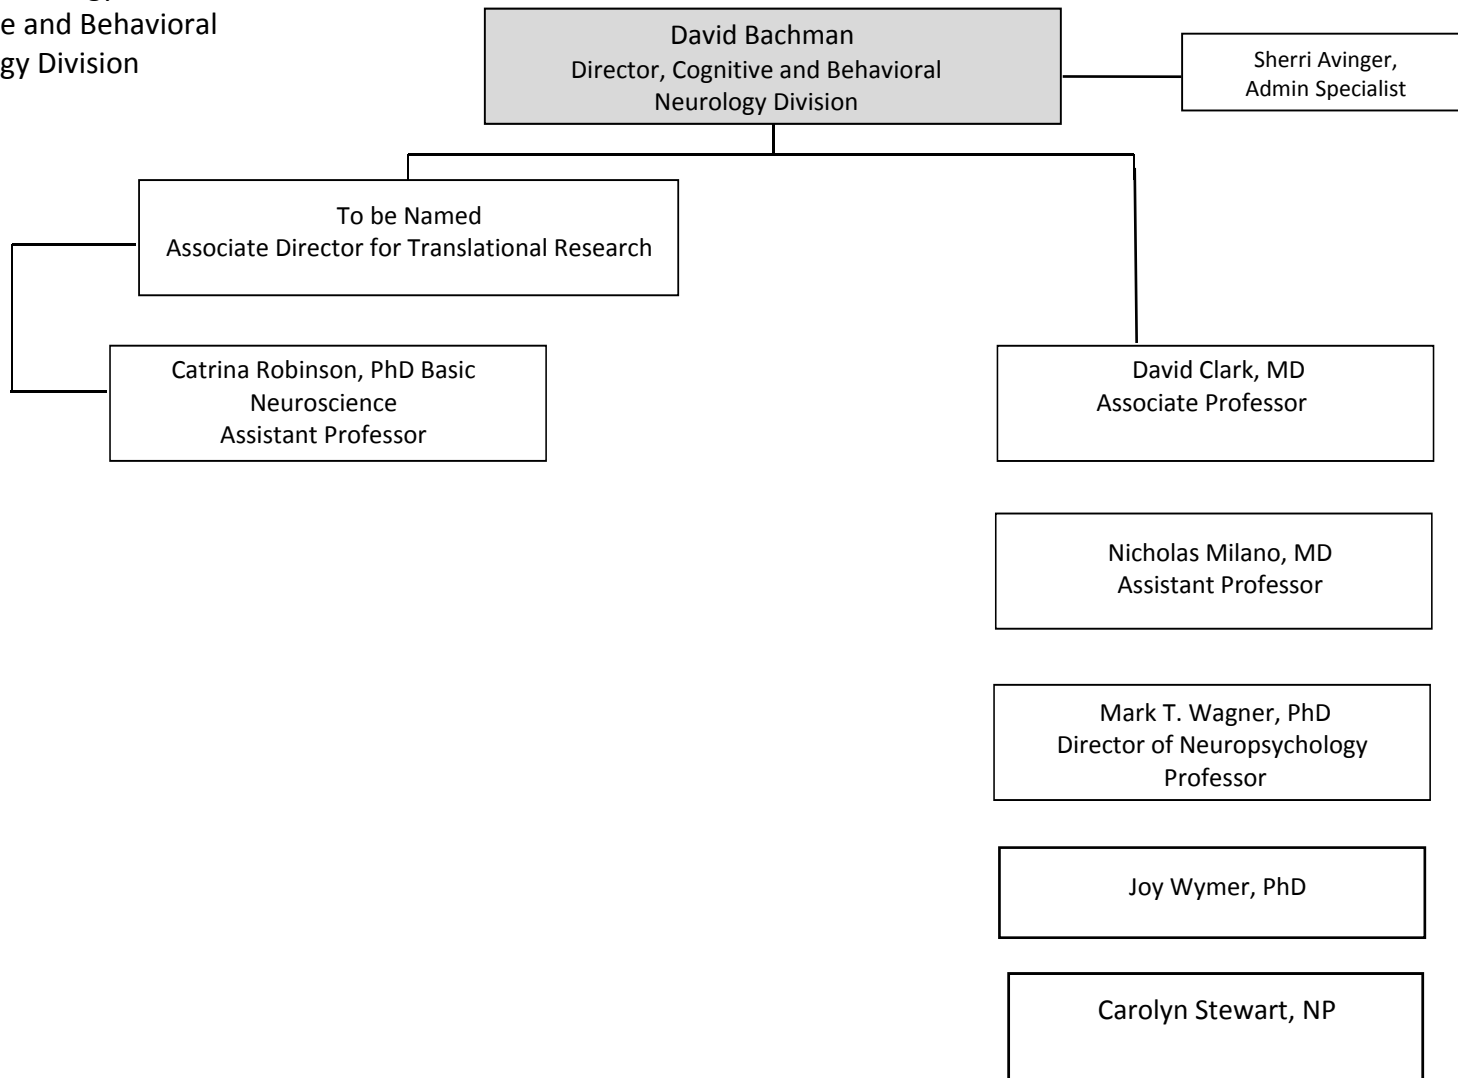 e and Behavioral
gy Division
David Bachman
Director, Cognitive and Behavioral
Neurology Division
Sherri Avinger,
Admin Specialist
To be Named
Associate Director for Translational Research
Catrina Robinson, PhD Basic
Neuroscience
Assistant Professor
David Clark, MD
Associate Professor
Nicholas Milano, MD
Assistant Professor
Mark T. Wagner, PhD
Director of Neuropsychology
Professor
Joy Wymer, PhD
Carolyn Stewart, NP